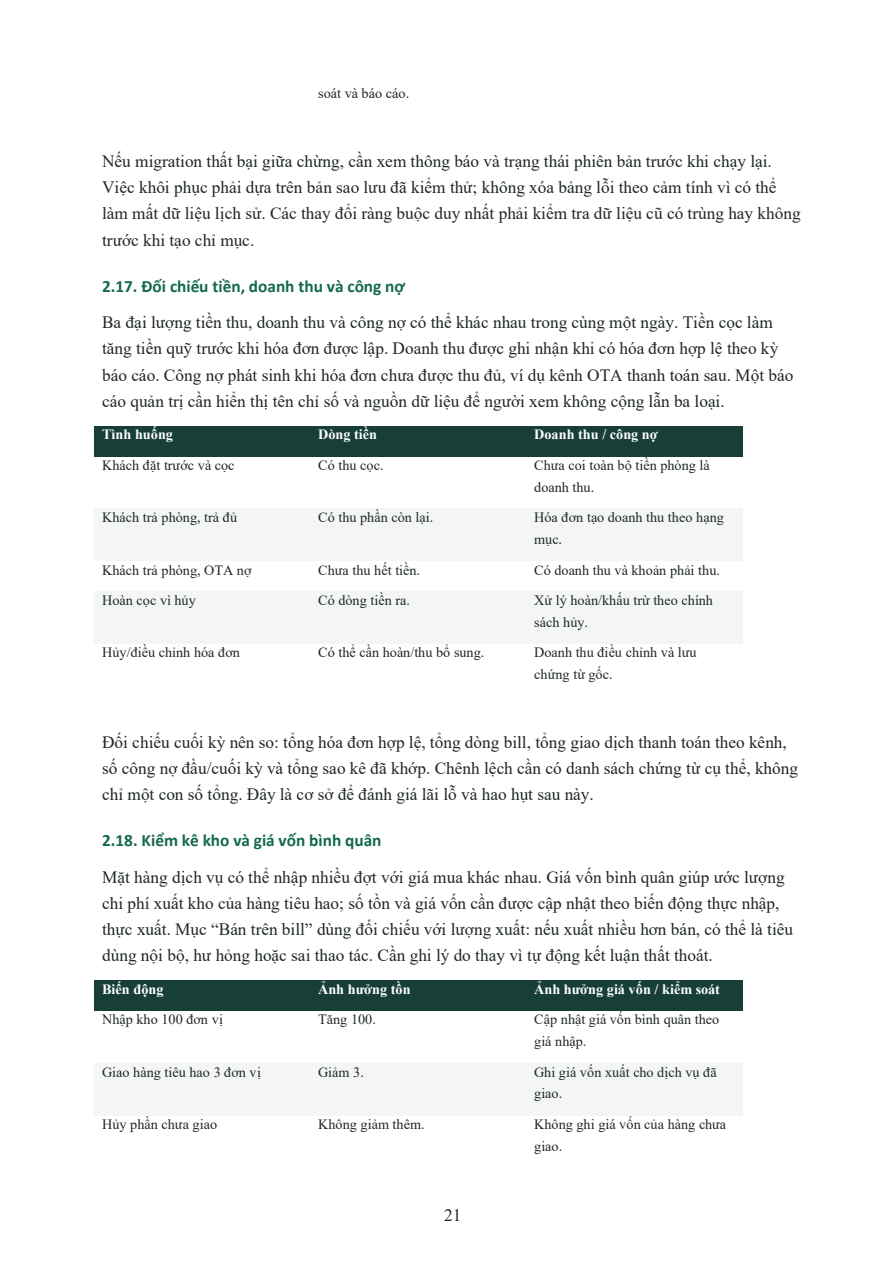 soát và báo cáo.
Nếu migration thất bại giữa chừng, cần xem thông báo và trạng thái phiên bản trước khi chạy lại.
Việc khôi phục phải dựa trên bản sao lưu đã kiểm thử; không xóa bảng lỗi theo cảm tính vì có thể
làm mất dữ liệu lịch sử. Các thay đổi ràng buộc duy nhất phải kiểm tra dữ liệu cũ có trùng hay không
trước khi tạo chỉ mục.
2.17. Đối chiếu tiền, doanh thu và công nợ
Ba đại lượng tiền thu, doanh thu và công nợ có thể khác nhau trong cùng một ngày. Tiền cọc làm
tăng tiền quỹ trước khi hóa đơn được lập. Doanh thu được ghi nhận khi có hóa đơn hợp lệ theo kỳ
báo cáo. Công nợ phát sinh khi hóa đơn chưa được thu đủ, ví dụ kênh OTA thanh toán sau. Một báo
cáo quản trị cần hiển thị tên chỉ số và nguồn dữ liệu để người xem không cộng lẫn ba loại.
Tình huống Dòng tiền Doanh thu / công nợ
Khách đặt trước và cọc Có thu cọc. Chưa coi toàn bộ tiền phòng là
doanh thu.
Khách trả phòng, trả đủ Có thu phần còn lại. Hóa đơn tạo doanh thu theo hạng
mục.
Khách trả phòng, OTA nợ Chưa thu hết tiền. Có doanh thu và khoản phải thu.
Hoàn cọc vì hủy Có dòng tiền ra. Xử lý hoàn/khấu trừ theo chính
sách hủy.
Hủy/điều chỉnh hóa đơn Có thể cần hoàn/thu bổ sung. Doanh thu điều chỉnh và lưu
chứng từ gốc.
Đối chiếu cuối kỳ nên so: tổng hóa đơn hợp lệ, tổng dòng bill, tổng giao dịch thanh toán theo kênh,
số công nợ đầu/cuối kỳ và tổng sao kê đã khớp. Chênh lệch cần có danh sách chứng từ cụ thể, không
chỉ một con số tổng. Đây là cơ sở để đánh giá lãi lỗ và hao hụt sau này.
2.18. Kiểm kê kho và giá vốn bình quân
Mặt hàng dịch vụ có thể nhập nhiều đợt với giá mua khác nhau. Giá vốn bình quân giúp ước lượng
chi phí xuất kho của hàng tiêu hao; số tồn và giá vốn cần được cập nhật theo biến động thực nhập,
thực xuất. Mục “Bán trên bill” dùng đối chiếu với lượng xuất: nếu xuất nhiều hơn bán, có thể là tiêu
dùng nội bộ, hư hỏng hoặc sai thao tác. Cần ghi lý do thay vì tự động kết luận thất thoát.
Biến động Ảnh hưởng tồn Ảnh hưởng giá vốn / kiểm soát
Nhập kho 100 đơn vị Tăng 100. Cập nhật giá vốn bình quân theo
giá nhập.
Giao hàng tiêu hao 3 đơn vị Giảm 3. Ghi giá vốn xuất cho dịch vụ đã
giao.
Hủy phần chưa giao Không giảm thêm. Không ghi giá vốn của hàng chưa
giao.
21